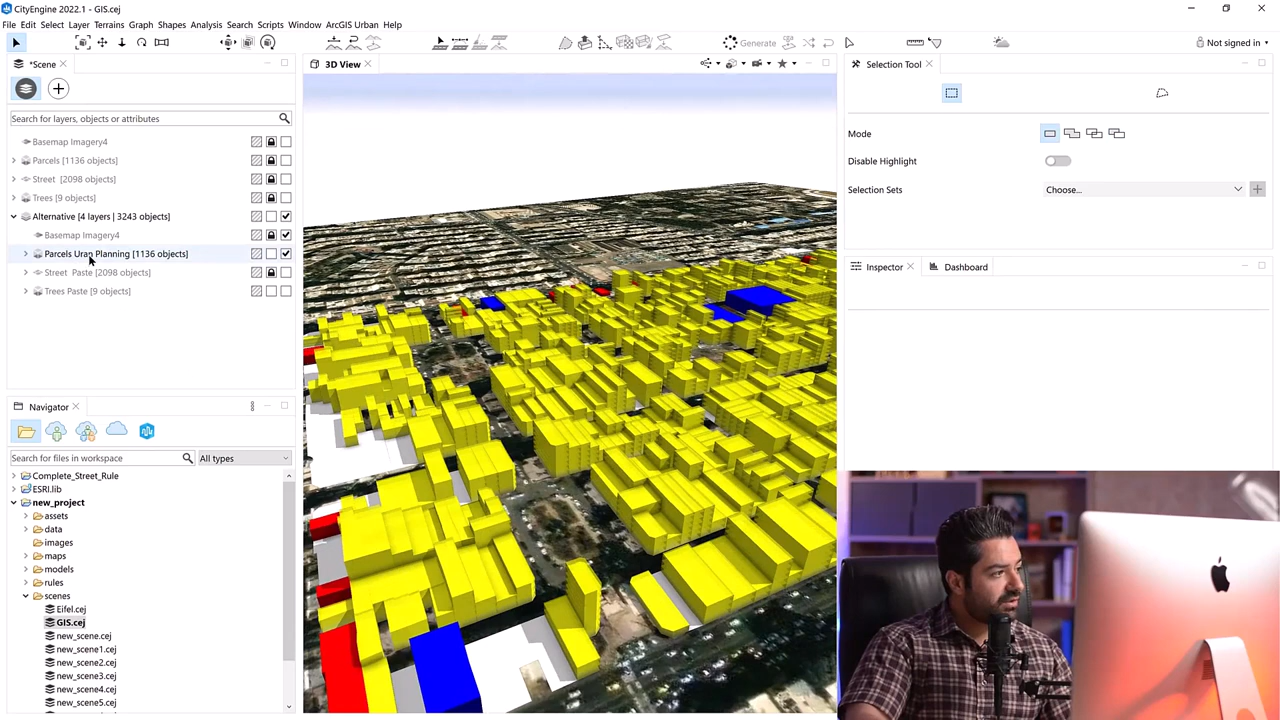 CityEngine 2022.1 - GIS.cej
File Edit Select Layer Terrains Graph Shapes Analysis Search Scripts Window ArcGIS Urban Help
Generate
Not signed in
*Scene
3D View
Selection Tool
Search for layers, objects or attributes
Mode
Basemap Imagery4
Parcels [1136 objects]
Disable Highlight
Street [2098 objects]
Selection Sets Choose...
Trees [9 objects]
Alternative [4 layers | 3243 objects]
Basemap Imagery4
Parcels Uran Planning [1136 objects]
Inspector Dashboard
Street Paste [2098 objects]
Trees Paste [9 objects]
Navigator
Search for files in workspace All types
Complete_Street_Rule
ESRI.lib
new_project
assets
data
images
maps
models
rules
scenes
Eifel.cej
GIS.cej
new_scene.cej
new_scene1.cej
new_scene2.cej
new_scene3.cej
new_scene4.cej
new_scene5.cej